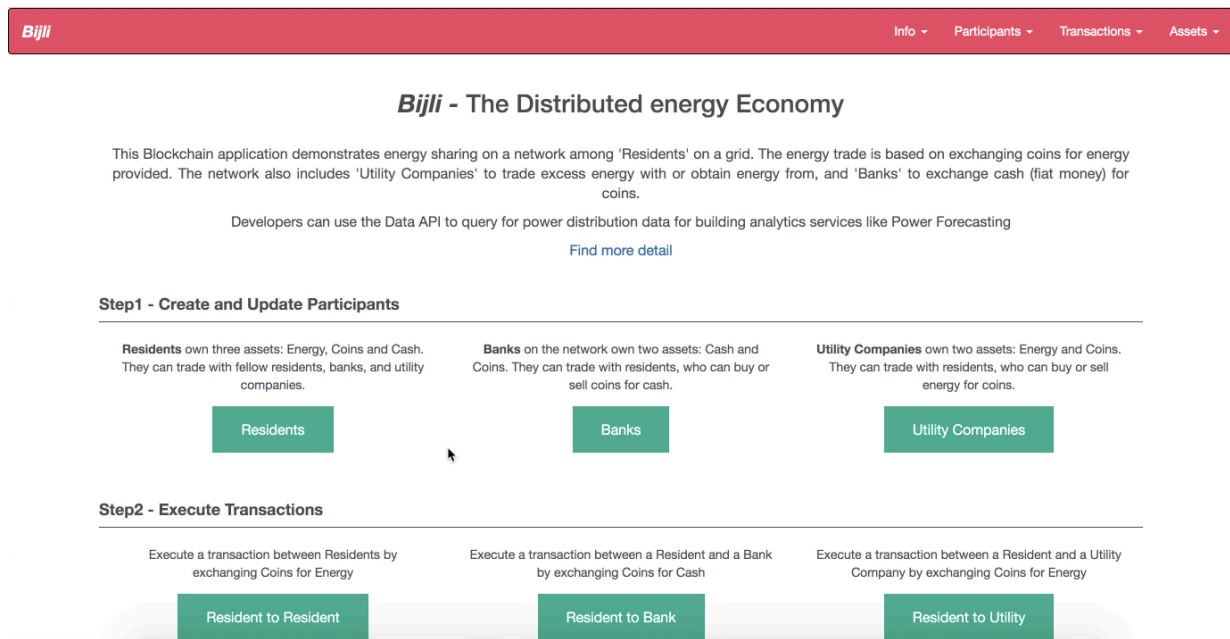 Bijli
Info
Participants
Transactions
Assets
Bijli - The Distributed energy Economy
This Blockchain application demonstrates energy sharing on a network among 'Residents' on a grid. The energy trade is based on exchanging coins for energy
provided. The network also includes 'Utility Companies' to trade excess energy with or obtain energy from, and 'Banks' to exchange cash (fiat money) for
coins.
Developers can use the Data API to query for power distribution data for building analytics services like Power Forecasting
Find more detail
Step1 - Create and Update Participants
Residents own three assets: Energy, Coins and Cash.
They can trade with fellow residents, banks, and utility
companies.
Residents
Banks on the network own two assets: Cash and
Coins. They can trade with residents, who can buy or
sell coins for cash.
Banks
Utility Companies own two assets: Energy and Coins.
They can trade with residents, who can buy or sell
energy for coins.
Utility Companies
Step2 - Execute Transactions
Execute a transaction between Residents by
exchanging Coins for Energy
Resident to Resident
Execute a transaction between a Resident and a Bank
by exchanging Coins for Cash
Resident to Bank
Execute a transaction between a Resident and a Utility
Company by exchanging Coins for Energy
Resident to Utility